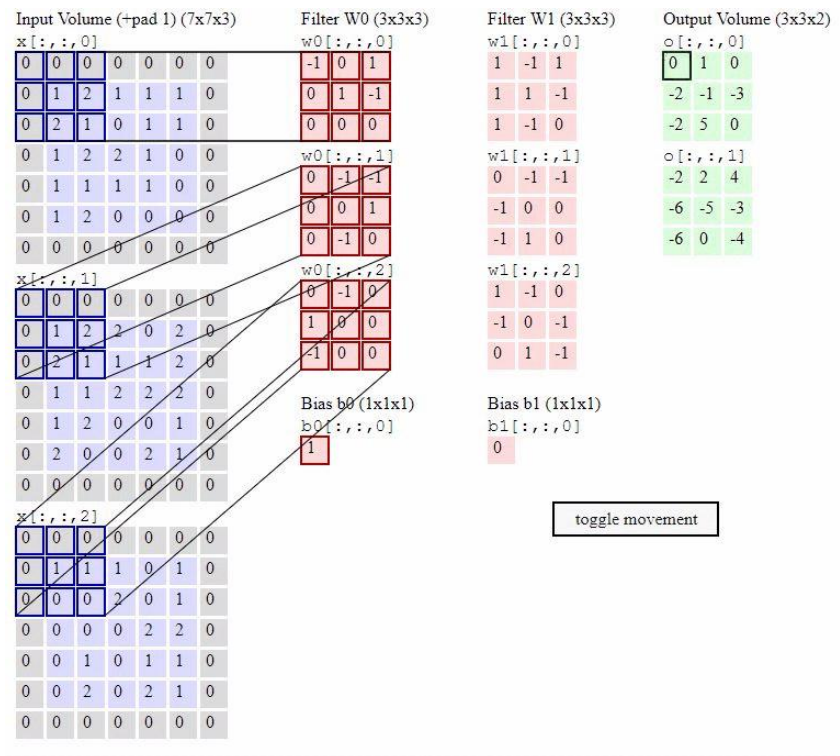 Input Volume (+pad 1) (7x7x3)
x[:,:,0]
0 0 0 0 0 0 0
0 1 2 1 1 1 0
0 2 1 0 1 1 0
0 1 2 2 1 0 0
0 1 1 1 1 0 0
0 1 2 0 0 0 0
0 0 0 0 0 0 0
x[:,:,1]
0 0 0 0 0 0 0
0 1 2 2 0 2 0
0 2 1 1 1 2 0
0 1 1 2 2 2 0
0 1 2 0 0 1 0
0 2 0 0 2 1 0
0 0 0 0 0 0 0
x[:,:,2]
0 0 0 0 0 0 0
0 1 1 1 0 1 0
0 0 0 2 0 1 0
0 0 0 0 2 2 0
0 0 1 0 1 1 0
0 0 2 0 2 1 0
0 0 0 0 0 0 0
Filter W0 (3x3x3)
w0[:,:,0]
-1 0 1
0 1 -1
0 0 0
w0[:,:,1]
0 -1 -1
0 0 1
0 -1 0
w0[:,:,2]
0 -1 0
1 0 0
-1 0 0
Bias b0 (1x1x1)
b0[:,:,0]
1
Filter W1 (3x3x3)
w1[:,:,0]
1 -1 1
1 1 -1
1 -1 0
w1[:,:,1]
0 -1 -1
-1 0 0
-1 1 0
w1[:,:,2]
1 -1 0
-1 0 -1
0 1 -1
Bias b1 (1x1x1)
b1[:,:,0]
0
Output Volume (3x3x2)
o[:,:,0]
0 1 0
-2 -1 -3
-2 5 0
o[:,:,1]
-2 2 4
-6 -5 -3
-6 0 -4
toggle movement